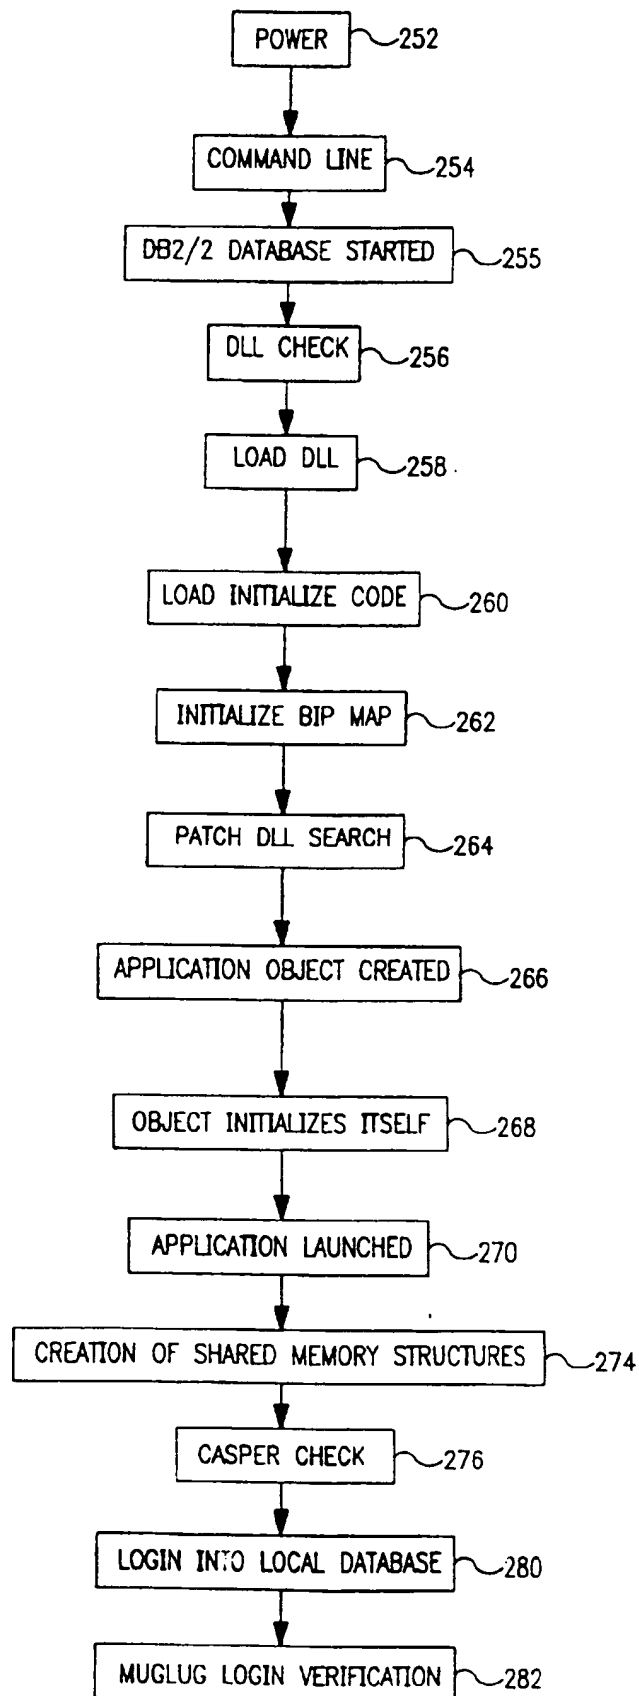 POWER 252
COMMAND LINE 254
DB2/2 DATABASE STARTED 255
DLL CHECK 256
LOAD DLL 258
LOAD INITIALIZE CODE 260
INITIALIZE BIP MAP 262
PATCH DLL SEARCH 264
APPLICATION OBJECT CREATED 266
OBJECT INITIALIZES ITSELF 268
APPLICATION LAUNCHED 270
CREATION OF SHARED MEMORY STRUCTURES 274
CASPER CHECK 276
LOGIN INTO LOCAL DATABASE 280
MUGLUG LOGIN VERIFICATION 282